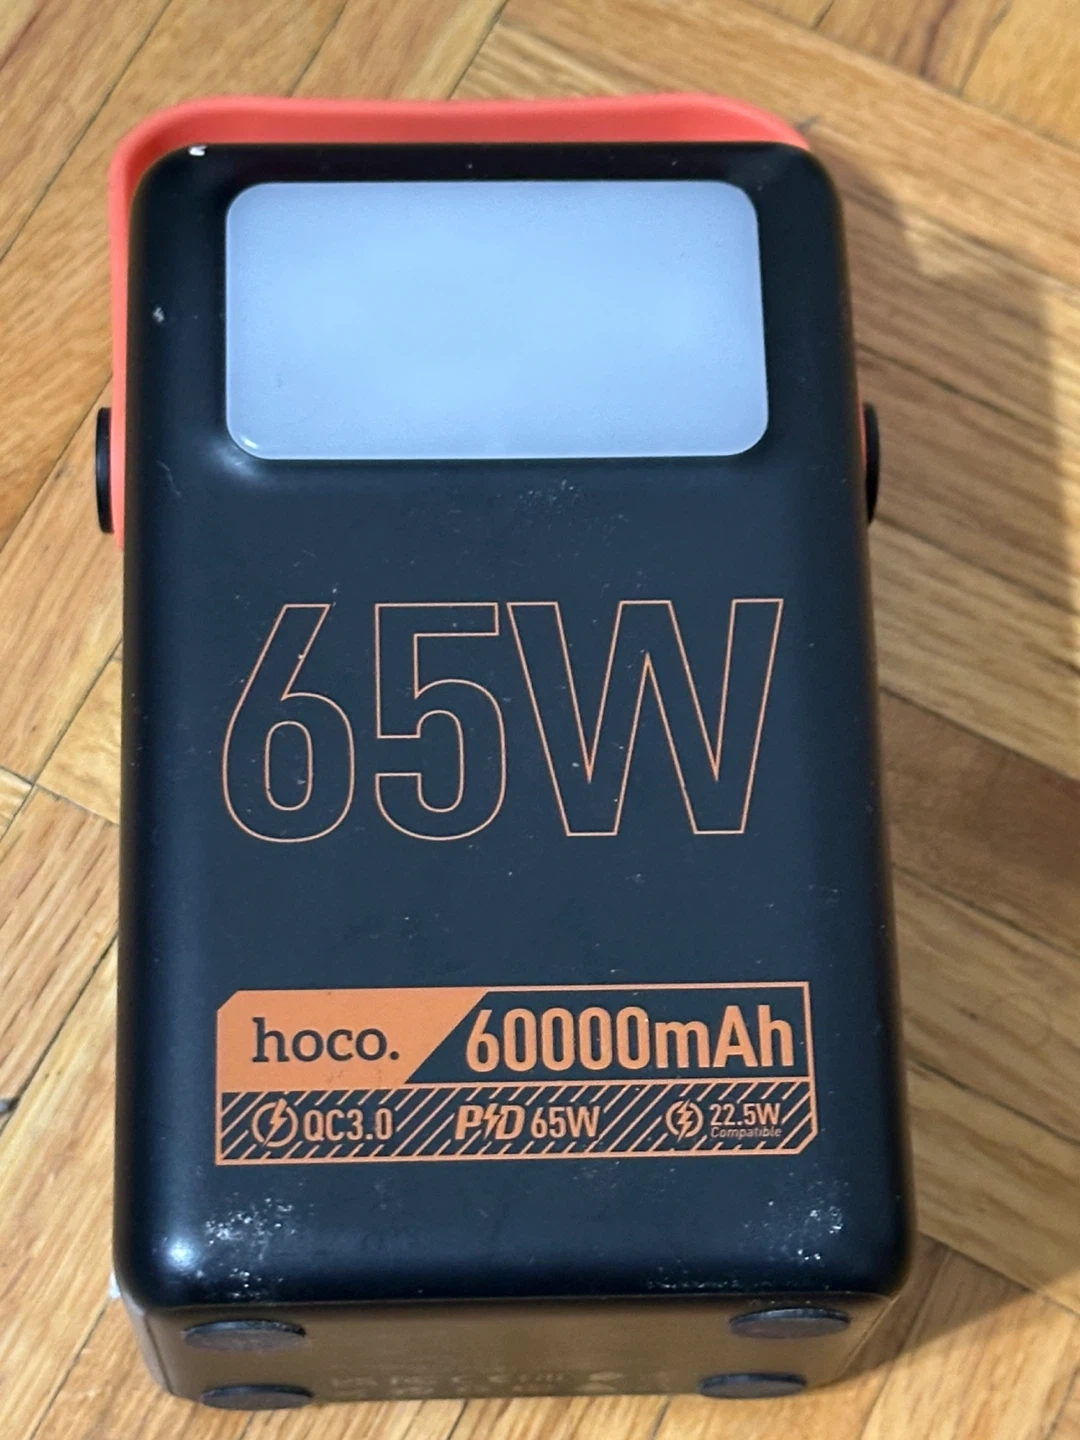 65W
hoco. 60000mAh
QC3.0 PD 65W 22.5W
Compatible